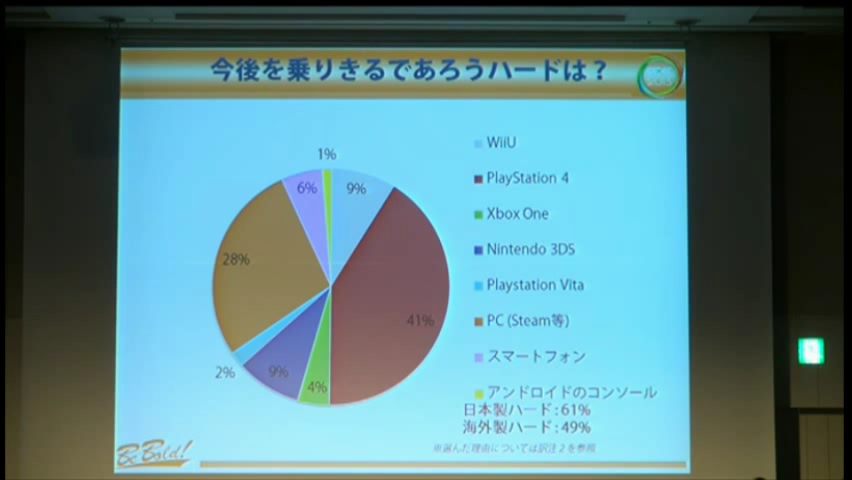 今後を乗りきるであろうハードは？
1%
6%
9%
28%
41%
2%
9%
4%
WiiU
PlayStation 4
Xbox One
Nintendo 3DS
Playstation Vita
PC (Steam等)
スマートフォン
アンドロイドのコンソール
日本製ハード：61%
海外製ハード：49%
※選んだ理由については訳注２を参照
Be Bold!